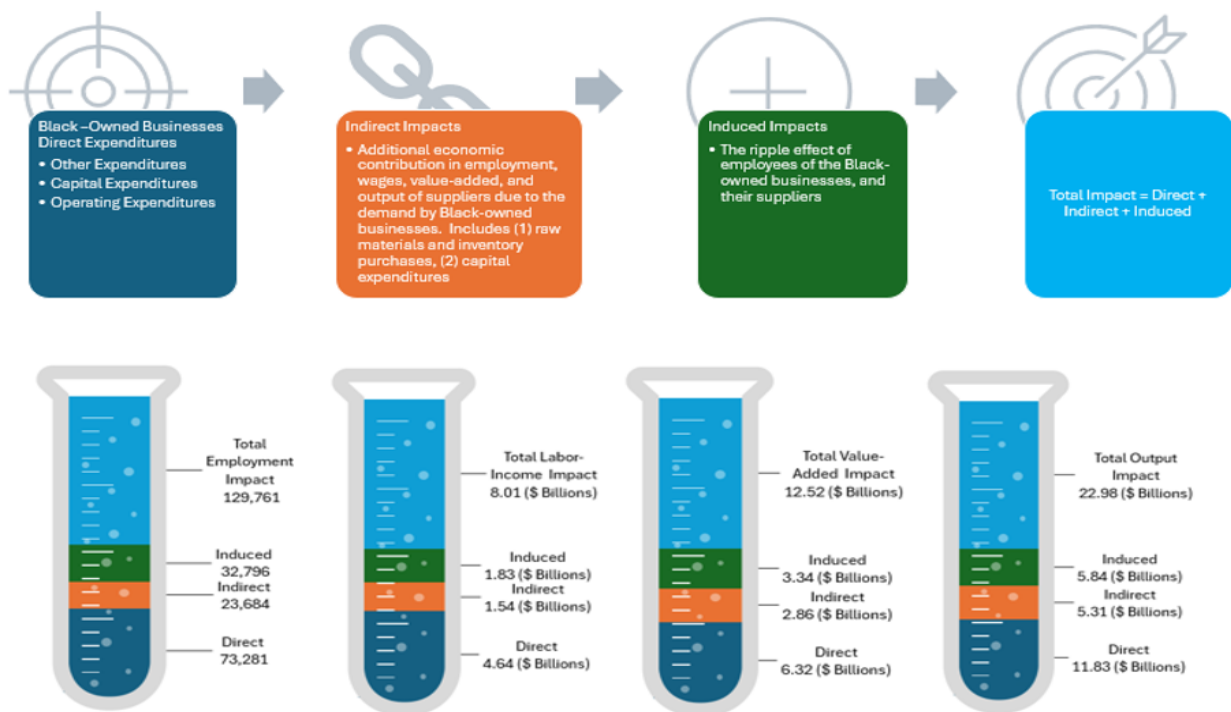 Black –Owned Businesses
Direct Expenditures
• Other Expenditures
• Capital Expenditures
• Operating Expenditures
Indirect Impacts
• Additional economic
contribution in employment,
wages, value-added, and
output of suppliers due to the
demand by Black-owned
businesses. Includes (1) raw
materials and inventory
purchases, (2) capital
expenditures
Induced Impacts
• The ripple effect of
employees of the Black-
owned businesses, and
their suppliers
Total Impact = Direct +
Indirect + Induced
Total
Employment
Impact
129,761
Induced
32,796
Indirect
23,684
Direct
73,281
Total Labor-
Income Impact
8.01 ($ Billions)
Induced
1.83 ($ Billions)
Indirect
1.54 ($ Billions)
Direct
4.64 ($ Billions)
Total Value-
Added Impact
12.52 ($ Billions)
Induced
3.34 ($ Billions)
Indirect
2.86 ($ Billions)
Direct
6.32 ($ Billions)
Total Output
Impact
22.98 ($ Billions)
Induced
5.84 ($ Billions)
Indirect
5.31 ($ Billions)
Direct
11.83 ($ Billions)